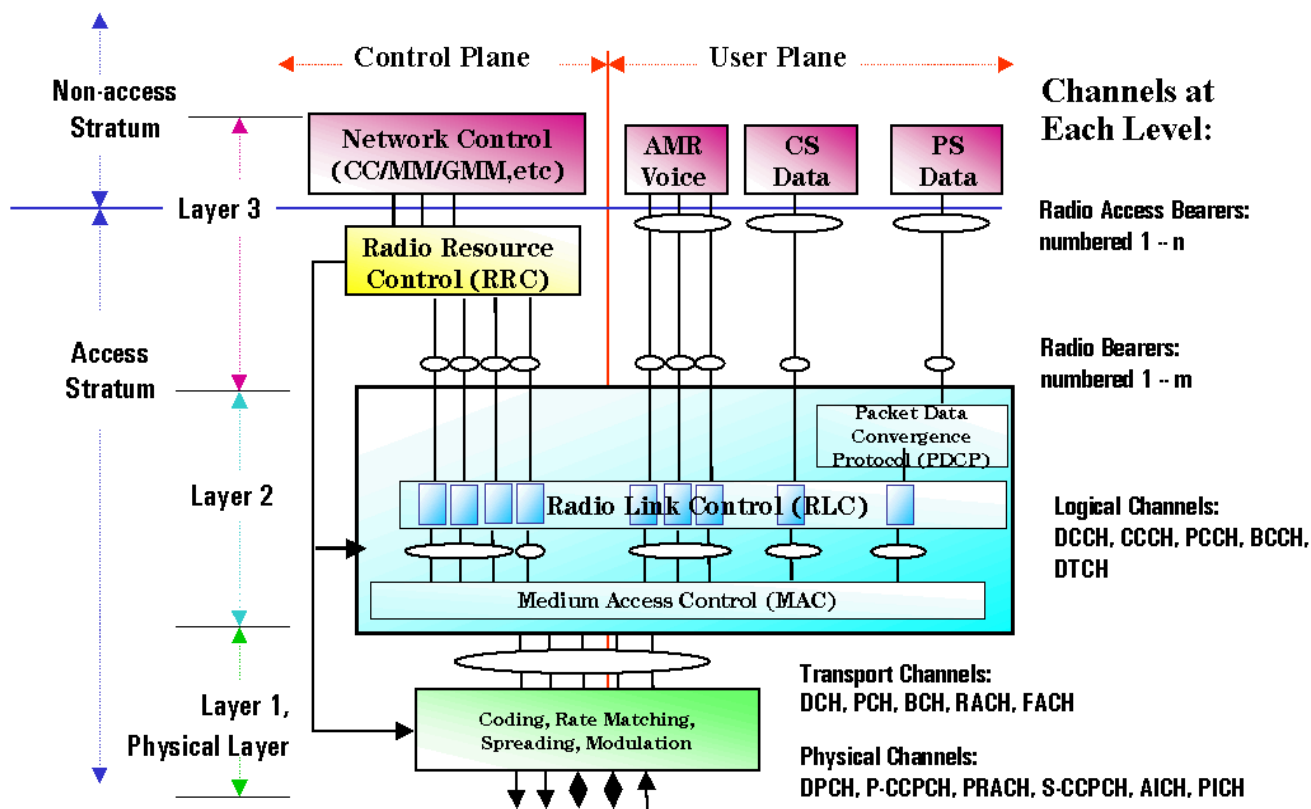 Control Plane
User Plane
Non-access
Stratum
Channels at
Each Level:
Network Control
(CC/MM/GMM,etc)
AMR
Voice
CS
Data
PS
Data
Layer 3
Radio Access Bearers:
numbered 1 -- n
Radio Resource
Control (RRC)
Access
Stratum
Radio Bearers:
numbered 1 -- m
Packet Data
Convergence
Protocol (PDCP)
Layer 2
Radio Link Control (RLC)
Logical Channels:
DCCH, CCCH, PCCH, BCCH,
DTCH
Medium Access Control (MAC)
Transport Channels:
DCH, PCH, BCH, RACH, FACH
Layer 1,
Physical Layer
Coding, Rate Matching,
Spreading, Modulation
Physical Channels:
DPCH, P-CCPCH, PRACH, S-CCPCH, AICH, PICH